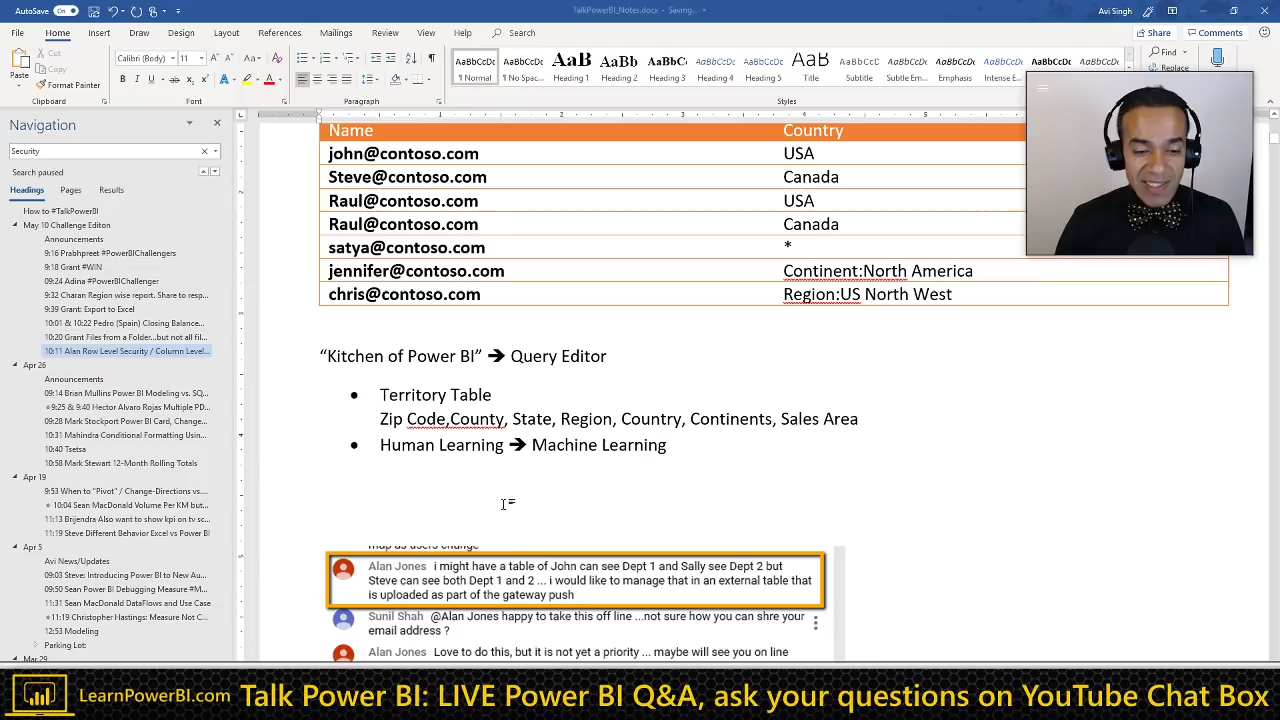 AutoSave On
TalkPowerBI_Notes.docx - Saving...
Avi Singh
File Home Insert Draw Design Layout References Mailings Review View Help Search
Share Comments
Cut
Copy
Paste
Format Painter
Clipboard
Calibri (Body) 11
Font
Paragraph
AaBbCcDc AaBbCcDc AaB AaBb( AaBbCc AaBbCcDc AaBbCcDc AaB AaBbCcD AaBbCcDc AaBbCcDc AaBbCcDc
¶ Normal ¶ No Spac... Heading 1 Heading 2 Heading 3 Heading 4 Heading 5 Title Subtitle Subtle Em... Emphasis Intense E...
Styles
Find
Replace
Navigation
Security
Search paused
Headings Pages Results
How to #TalkPowerBI
May 10 Challenge Editon
Announcements
9:16 Prabhpreet #PowerBIChallengers
9:18 Grant #WIN
09:24 Adina #PowerBIChallenger
9:32 Charan Region wise report. Share to resp...
9:39 Grant: Export to Excel
10:01 & 10:22 Pedro (Spain) Closing Balance...
10:20 Grant Files from a Folder...but not all fil...
10:11 Alan Row Level Security / Column Level...
Apr 26
Announcements
09:14 Brian Mullins Power BI Modeling vs. SQ...
9:25 & 9:40 Hector Alvaro Rojas Multiple PD...
09:28 Mark Stockport Power BI Card, Change...
10:31 Mahindra Conditional Formatting Usin...
10:40 Tsetsa
10:58 Mark Stewart 12-Month Rolling Totals
Apr 19
9:53 When to "Pivot" / Change-Directions vs....
10:04 Sean MacDonald Volume Per KM but...
11:13 Brijendra Also want to show kpi on tv sc...
11:19 Steve Different Behavior Excel vs Power BI
Apr 5
Avi News/Updates
09:03 Steve: Introducing Power BI to New Au...
09:50 Sean Power BI Debugging Measure #M...
11:01 Sean MacDonald DataFlows and Use Case
11:19 Christopher Hastings: Measure Not C...
12:53 Modeling
Parking Lot:
Mar 29
Name Country
john@contoso.com USA
Steve@contoso.com Canada
Raul@contoso.com USA
Raul@contoso.com Canada
satya@contoso.com *
jennifer@contoso.com Continent:North America
chris@contoso.com Region:US North West
“Kitchen of Power BI” ➔ Query Editor
• Territory Table
Zip Code,County, State, Region, Country, Continents, Sales Area
• Human Learning ➔ Machine Learning
map as users change
Alan Jones i might have a table of John can see Dept 1 and Sally see Dept 2 but
Steve can see both Dept 1 and 2 ... i would like to manage that in an external table that
is uploaded as part of the gateway push
Sunil Shah @Alan Jones happy to take this off line ...not sure how you can shre your
email address ?
Alan Jones Love to do this, but it is not yet a priority ... maybe will see you on line
LearnPowerBI.com Talk Power BI: LIVE Power BI Q&A, ask your questions on YouTube Chat Box